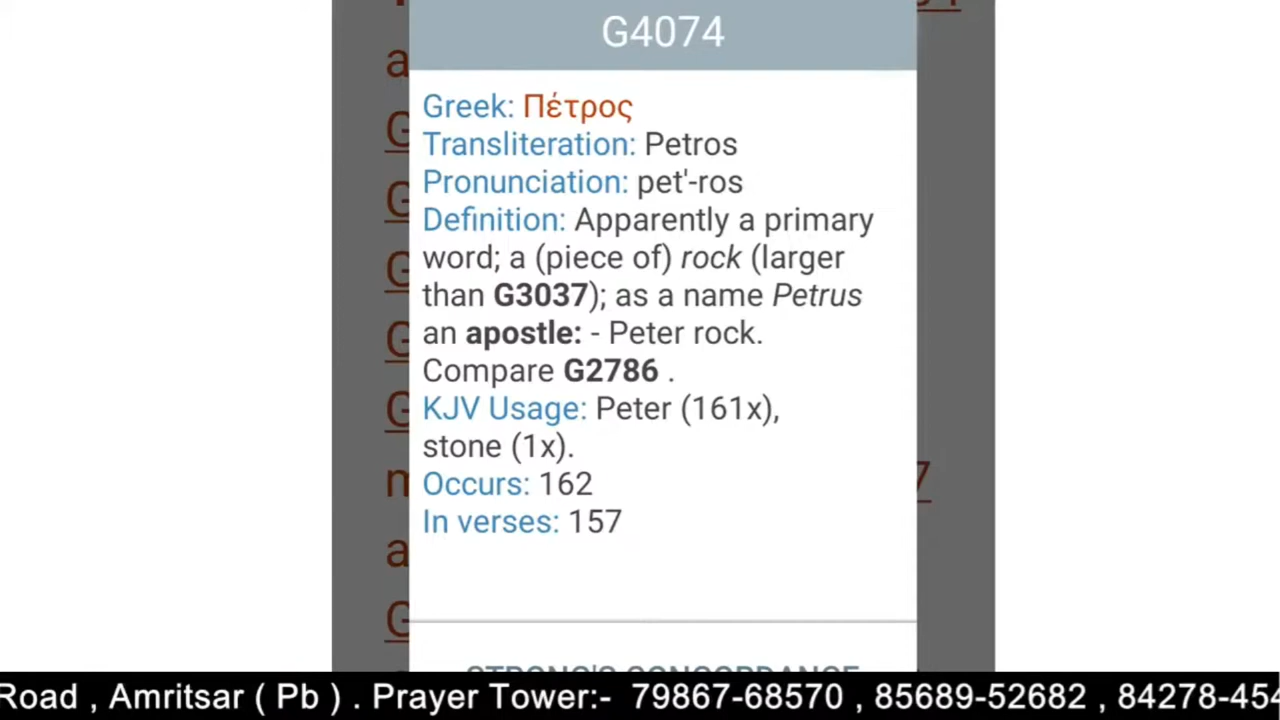 G4074
Greek: Πέτρος
Transliteration: Petros
Pronunciation: pet'-ros
Definition: Apparently a primary
word; a (piece of) rock (larger
than G3037); as a name Petrus
an apostle: - Peter rock.
Compare G2786 .
KJV Usage: Peter (161x),
stone (1x).
Occurs: 162
In verses: 157
STRONG'S CONCORDANCE
Road , Amritsar ( Pb ) . Prayer Tower:- 79867-68570 , 85689-52682 , 84278-454